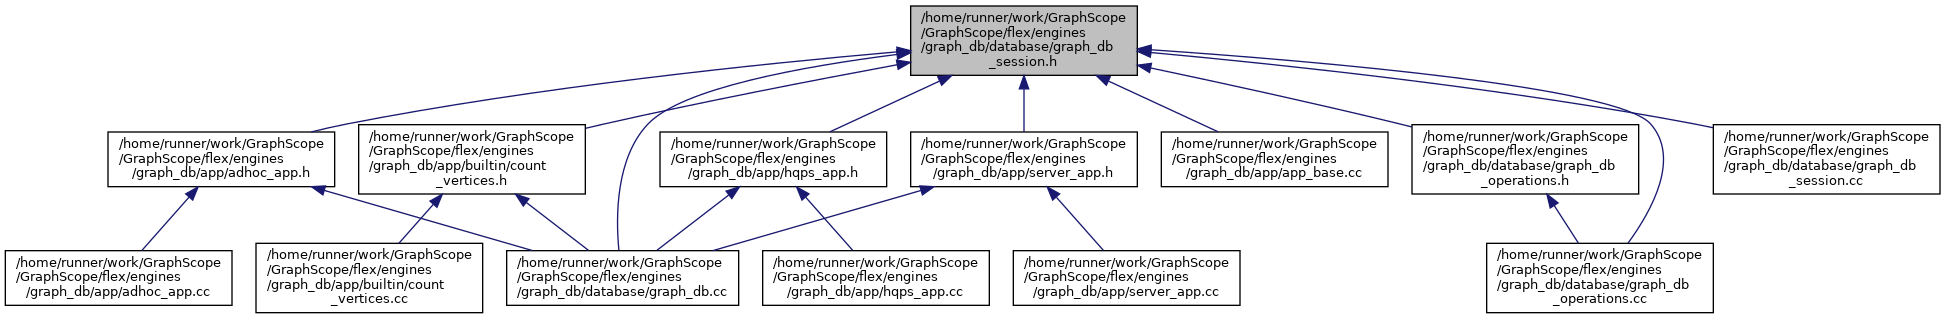 /home/runner/work/GraphScope
/GraphScope/flex/engines
/graph_db/database/graph_db
_session.h
/home/runner/work/GraphScope
/GraphScope/flex/engines
/graph_db/app/adhoc_app.h
/home/runner/work/GraphScope
/GraphScope/flex/engines
/graph_db/app/builtin/count
_vertices.h
/home/runner/work/GraphScope
/GraphScope/flex/engines
/graph_db/app/hqps_app.h
/home/runner/work/GraphScope
/GraphScope/flex/engines
/graph_db/app/server_app.h
/home/runner/work/GraphScope
/GraphScope/flex/engines
/graph_db/app/app_base.cc
/home/runner/work/GraphScope
/GraphScope/flex/engines
/graph_db/database/graph_db
_operations.h
/home/runner/work/GraphScope
/GraphScope/flex/engines
/graph_db/database/graph_db
_session.cc
/home/runner/work/GraphScope
/GraphScope/flex/engines
/graph_db/app/adhoc_app.cc
/home/runner/work/GraphScope
/GraphScope/flex/engines
/graph_db/app/builtin/count
_vertices.cc
/home/runner/work/GraphScope
/GraphScope/flex/engines
/graph_db/database/graph_db.cc
/home/runner/work/GraphScope
/GraphScope/flex/engines
/graph_db/app/hqps_app.cc
/home/runner/work/GraphScope
/GraphScope/flex/engines
/graph_db/app/server_app.cc
/home/runner/work/GraphScope
/GraphScope/flex/engines
/graph_db/database/graph_db
_operations.cc